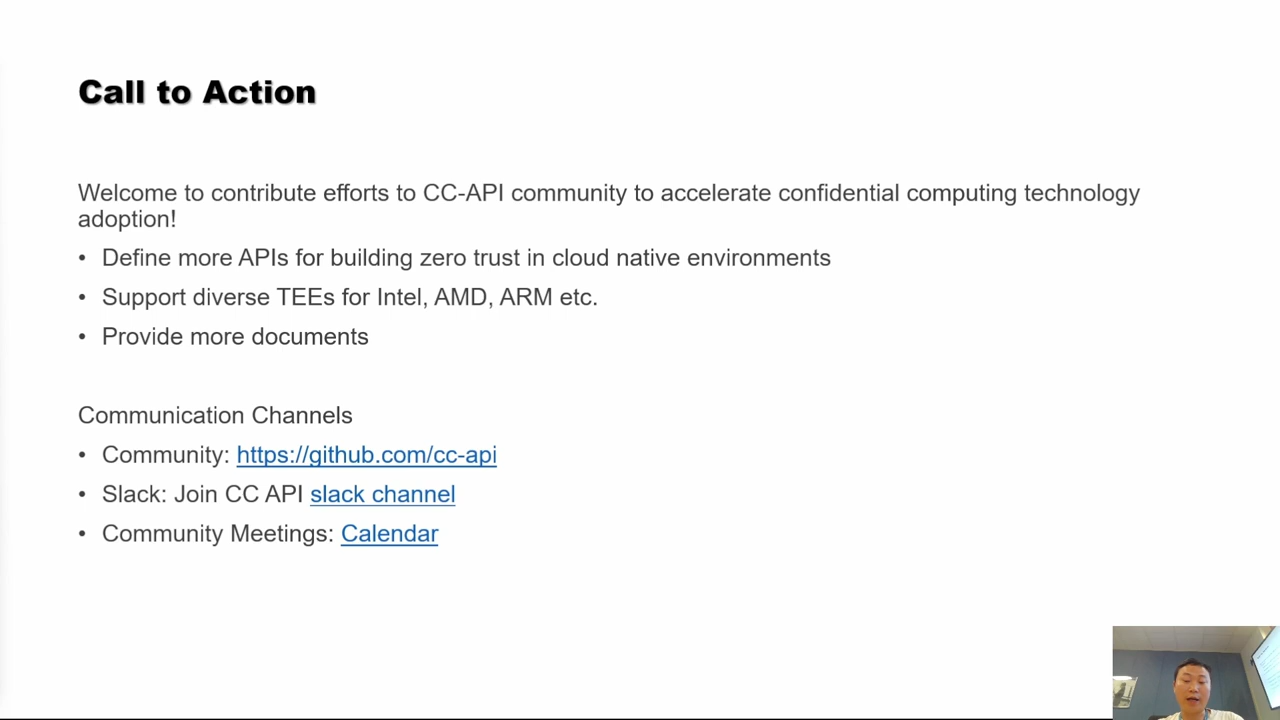 Call to Action
Welcome to contribute efforts to CC-API community to accelerate confidential computing technology
adoption!
• Define more APIs for building zero trust in cloud native environments
• Support diverse TEEs for Intel, AMD, ARM etc.
• Provide more documents
Communication Channels
• Community: https://github.com/cc-api
• Slack: Join CC API slack channel
• Community Meetings: Calendar